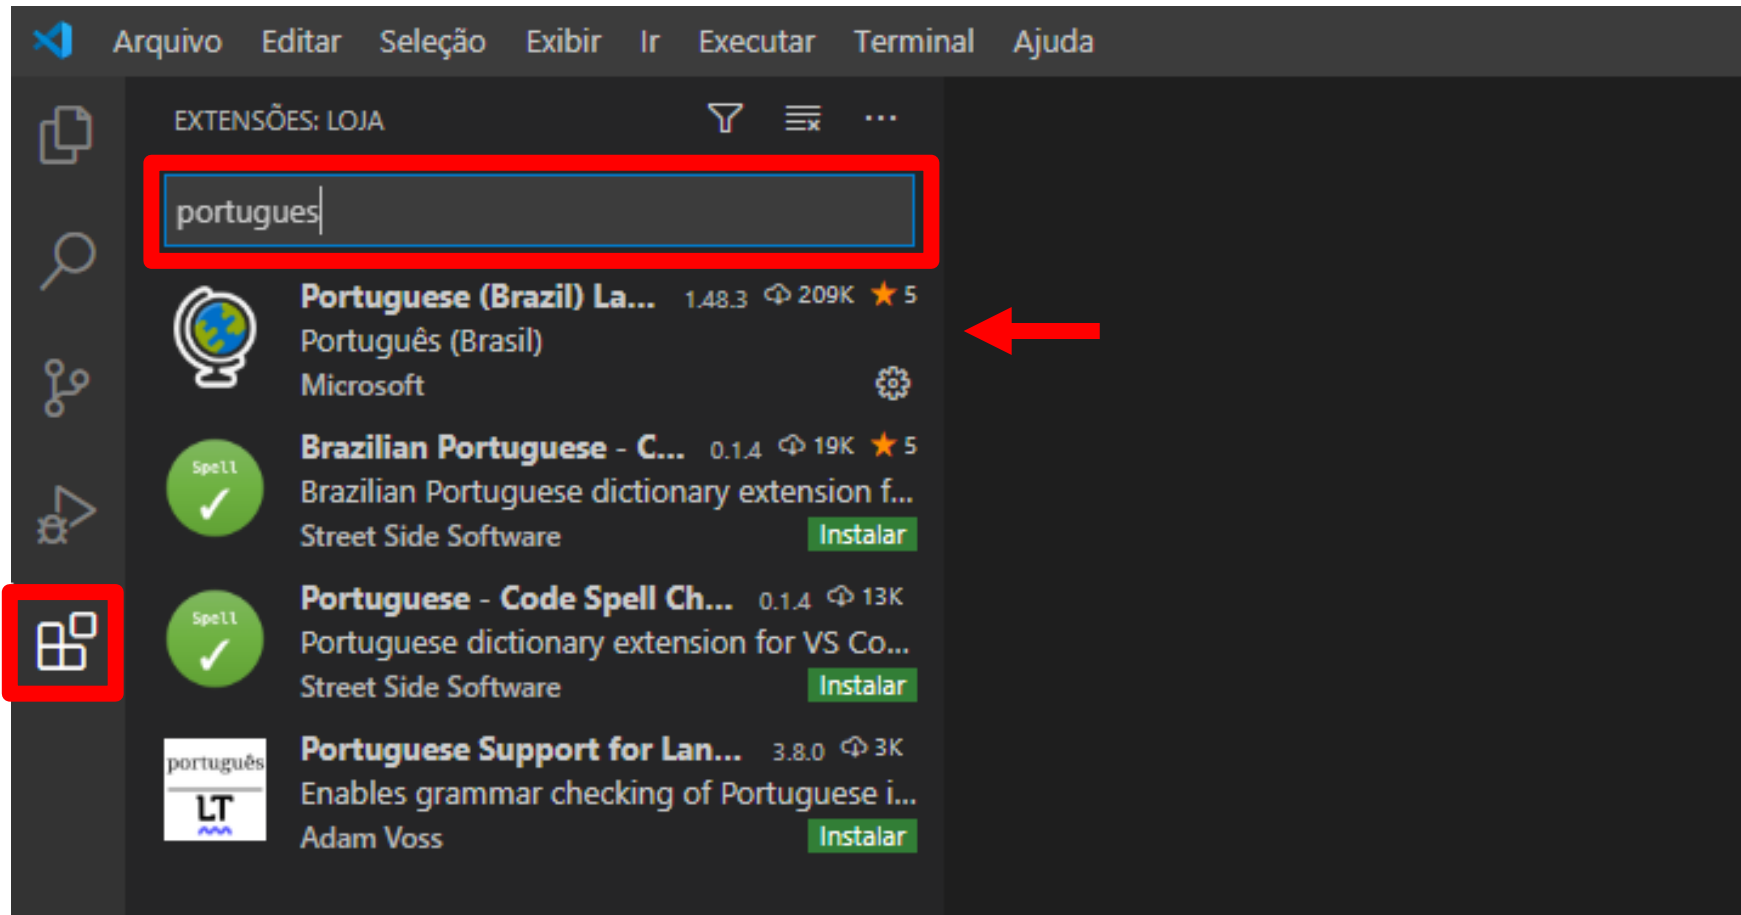 Arquivo Editar Seleção Exibir Ir Executar Terminal Ajuda
EXTENSÕES: LOJA
portugues
Portuguese (Brazil) La... 1.48.3 209K 5
Português (Brasil)
Microsoft
Spell
Brazilian Portuguese - C... 0.1.4 19K 5
Brazilian Portuguese dictionary extension f...
Street Side Software Instalar
Spell
Portuguese - Code Spell Ch... 0.1.4 13K
Portuguese dictionary extension for VS Co...
Street Side Software Instalar
português
LT
Portuguese Support for Lan... 3.8.0 3K
Enables grammar checking of Portuguese i...
Adam Voss Instalar